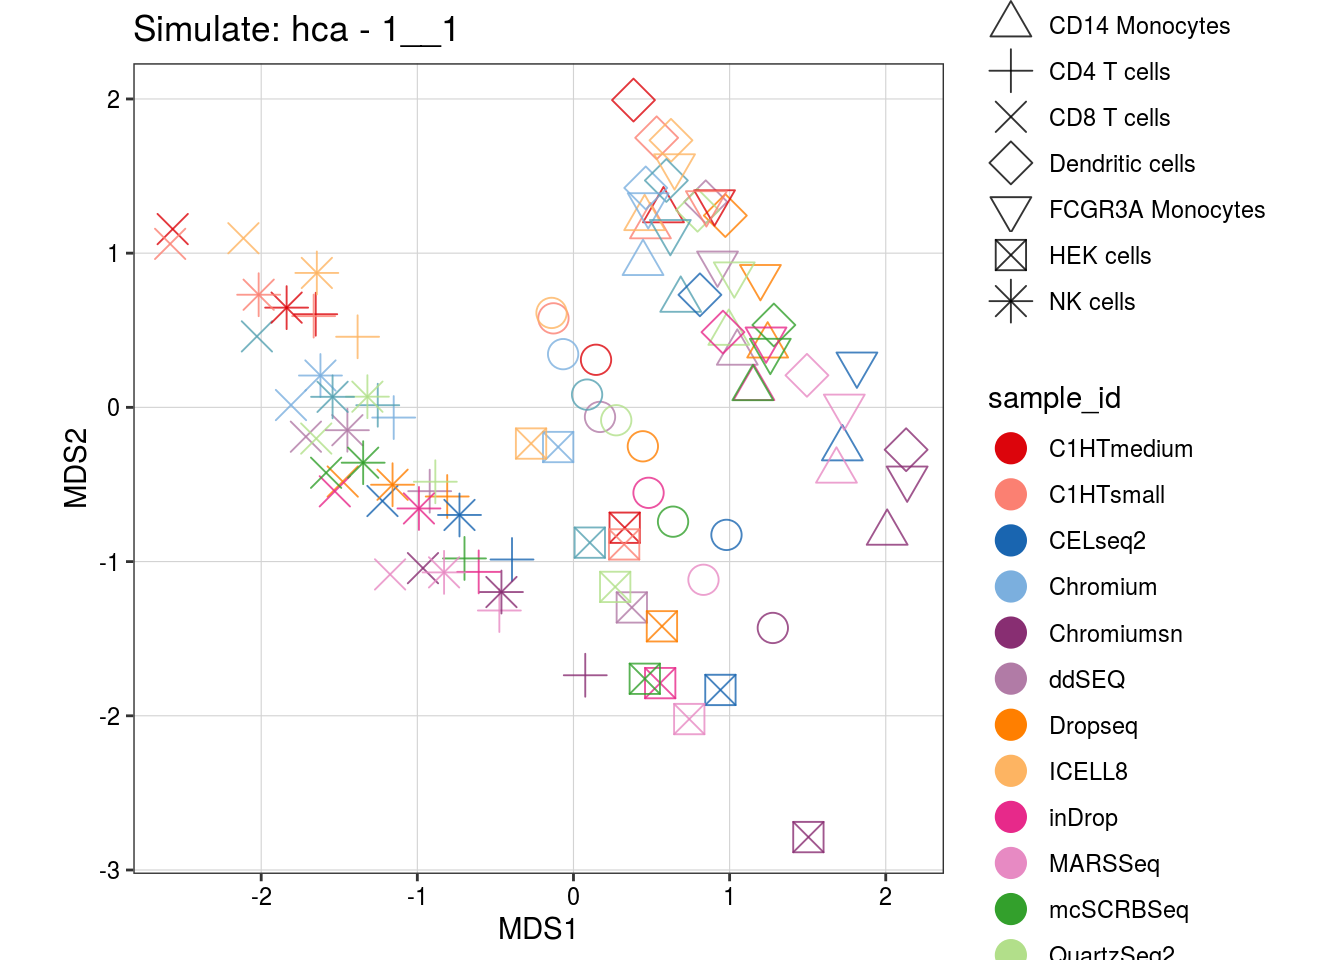 Simulate: hca - 1__1
CD14 Monocytes
CD4 T cells
CD8 T cells
Dendritic cells
FCGR3A Monocytes
HEK cells
NK cells
sample_id
C1HTmedium
C1HTsmall
CELseq2
Chromium
Chromiumsn
ddSEQ
Dropseq
ICELL8
inDrop
MARSSeq
mcSCRBSeq
QuartzSeq2
MDS2
2
1
0
-1
-2
-3
-2
-1
0
1
2
MDS1